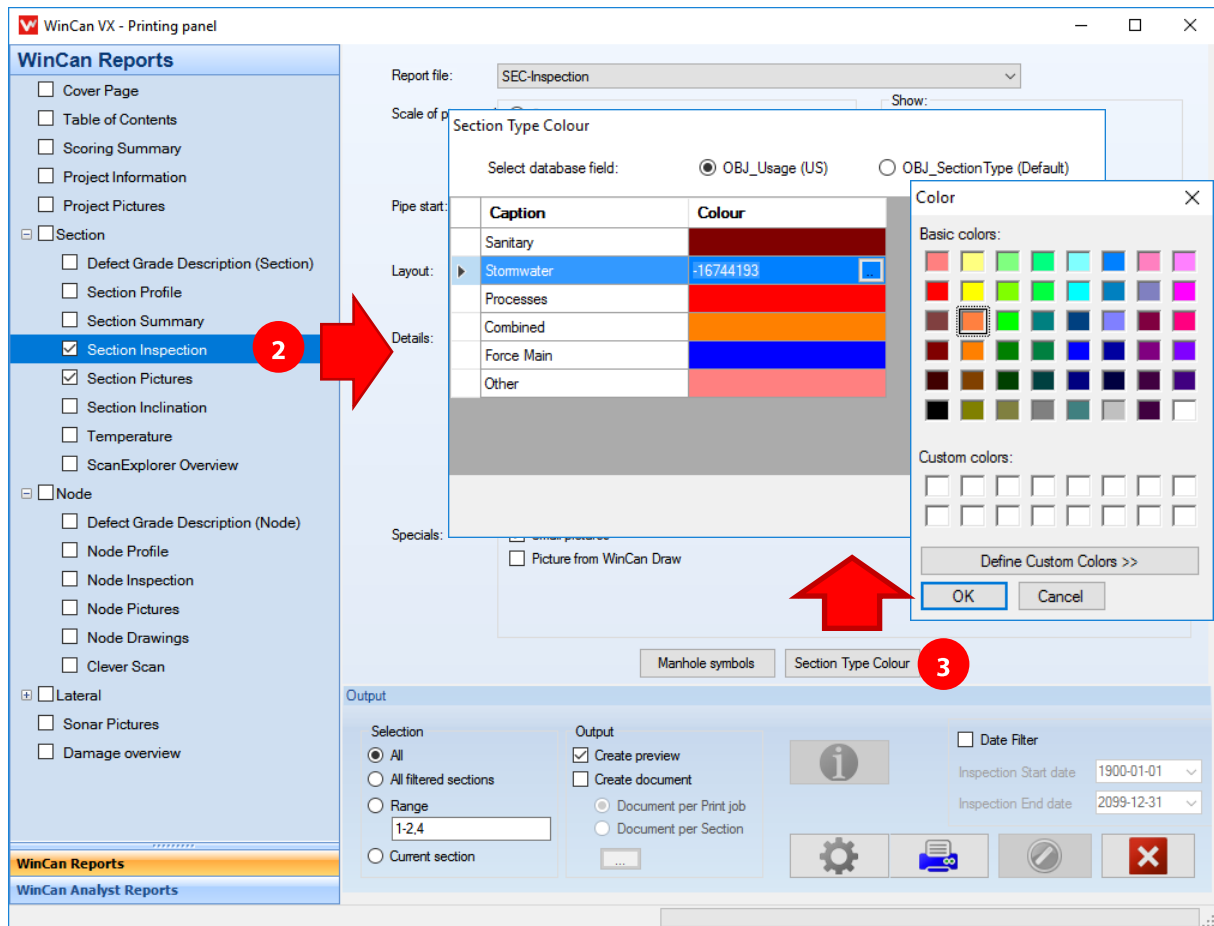 WinCan VX - Printing panel
WinCan Reports
Cover Page
Table of Contents
Scoring Summary
Project Information
Project Pictures
Section
Defect Grade Description (Section)
Section Profile
Section Summary
Section Inspection
2
Section Pictures
Section Inclination
Temperature
ScanExplorer Overview
Node
Defect Grade Description (Node)
Node Profile
Node Inspection
Node Pictures
Node Drawings
Clever Scan
Lateral
Sonar Pictures
Damage overview
WinCan Reports
WinCan Analyst Reports
Report file: SEC-Inspection
Scale of p
Show:
Pipe start:
Layout:
Details:
Specials:
Picture from WinCan Draw
Section Type Colour
Select database field: OBJ_Usage (US) OBJ_SectionType (Default)
Caption Colour
Sanitary
Stormwater -16744193 ...
Processes
Combined
Force Main
Other
Color
Basic colors:
Custom colors:
Define Custom Colors >>
OK Cancel
Manhole symbols Section Type Colour 3
Output
Selection
All
All filtered sections
Range
1-2,4
Current section
Output
Create preview
Create document
Document per Print job
Document per Section
...
Date Filter
Inspection Start date 1900-01-01
Inspection End date 2099-12-31